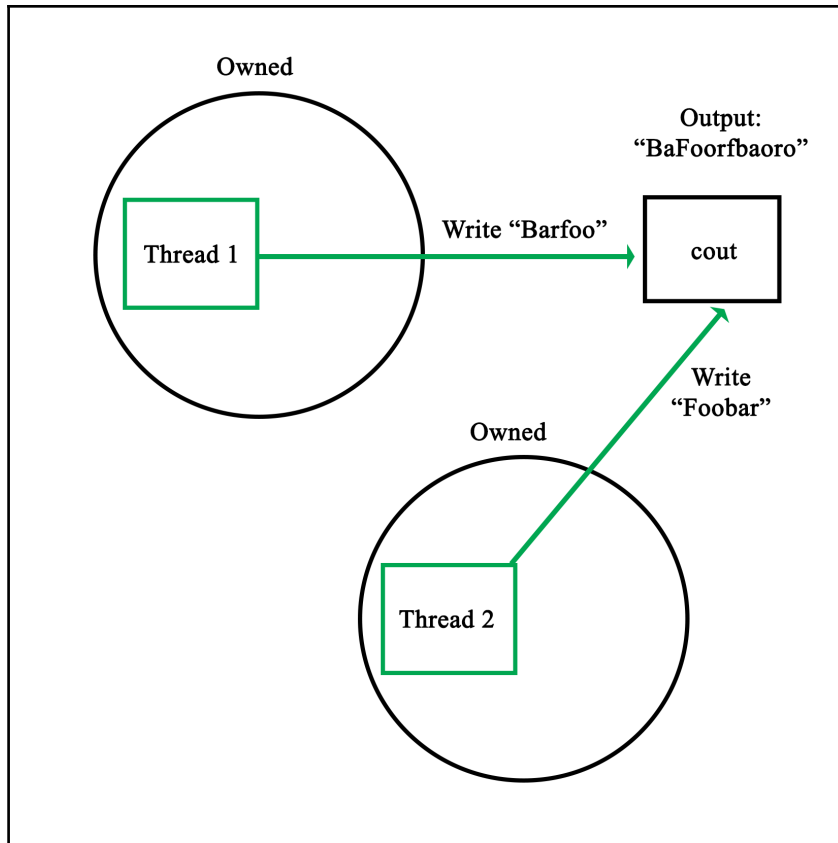 Owned
Output:
“BaFoorfbaoro”
Thread 1
Write “Barfoo”
cout
Write
“Foobar”
Owned
Thread 2